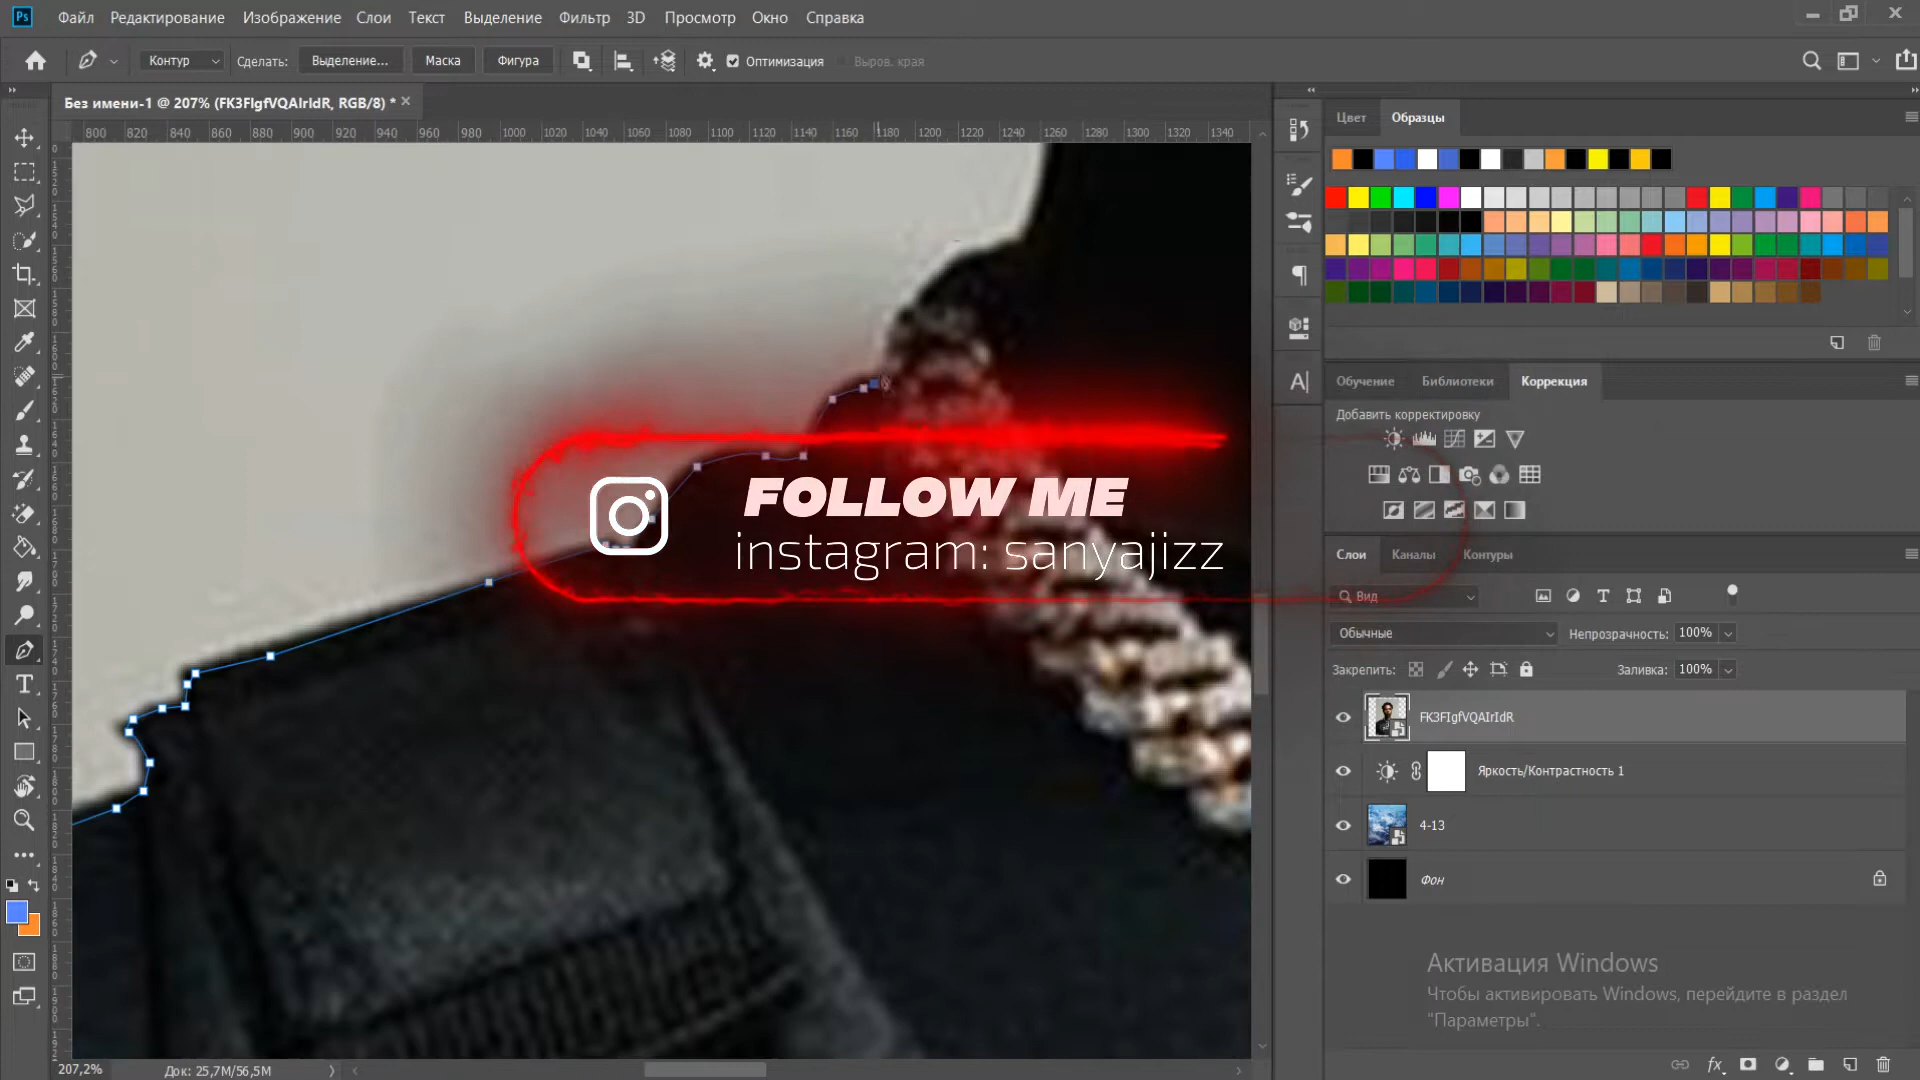 Ps Файл Редактирование Изображение Слои Текст Выделение Фильтр 3D Просмотр Окно Справка
Контур Сделать: Выделение... Маска Фигура Оптимизация Выров. края
Без имени-1 @ 207% (FK3FIgfVQAIrIdR, RGB/8) * ×
800 820 840 860 880 900 920 940 960 980 1000 1020 1040 1060 1080 1100 1120 1140 1160 1180 1200 1220 1240 1260 1280 1300 1320 1340
Цвет Образцы
Обучение Библиотеки Коррекция
Добавить корректировку
FOLLOW ME
instagram: sanyajizz
Слои Каналы Контуры
Вид
Обычные Непрозрачность: 100%
Закрепить: Заливка: 100%
FK3FIgfVQAIrIdR
Яркость/Контрастность 1
4-13
Фон
Активация Windows
Чтобы активировать Windows, перейдите в раздел
"Параметры".
207,2% Док: 25,7M/56,5M
fx